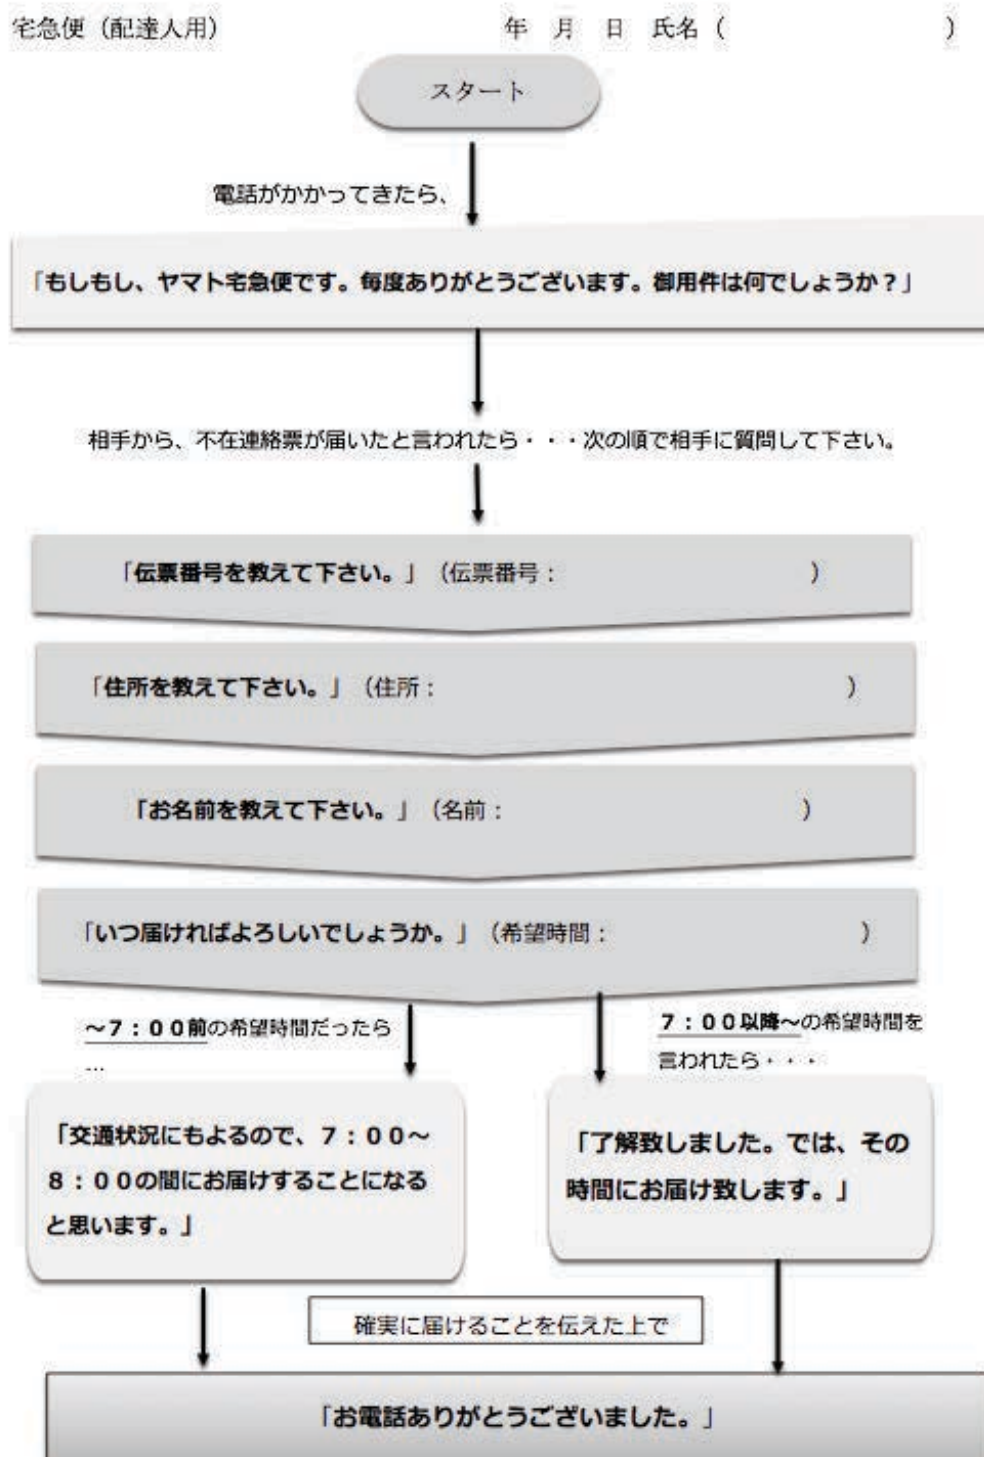 宅急便（配達人用）　年　月　日　氏名（　　　）
スタート
電話がかかってきたら、
「もしもし、ヤマト宅急便です。毎度ありがとうございます。御用件は何でしょうか？」
相手から、不在連絡票が届いたと言われたら・・・次の順で相手に質問して下さい。
「伝票番号を教えて下さい。」（伝票番号：　　　）
「住所を教えて下さい。」（住所：　　　）
「お名前を教えて下さい。」（名前：　　　）
「いつ届ければよろしいでしょうか。」（希望時間：　　　）
～７：００前の希望時間だったら
…
７：００以降～の希望時間を
言われたら・・・
「交通状況にもよるので、７：００～
８：００の間にお届けすることになる
と思います。」
「了解致しました。では、その
時間にお届け致します。」
確実に届けることを伝えた上で
「お電話ありがとうございました。」